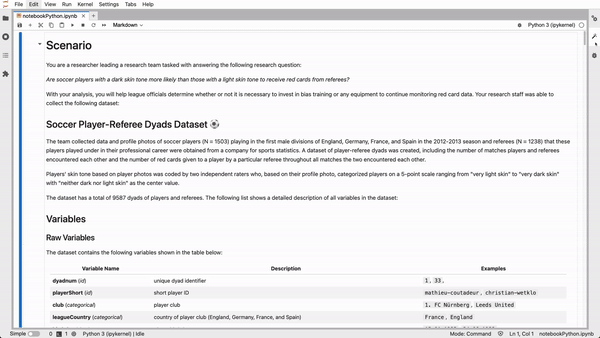 File Edit View Run Kernel Settings Tabs Help
notebookPython.ipynb
Markdown
Python 3 (ipykernel)
Scenario
You are a researcher leading a research team tasked with answering the following research question:
Are soccer players with a dark skin tone more likely than those with a light skin tone to receive red cards from referees?
With your analysis, you will help league officials determine whether or not it is necessary to invest in bias training or any equipment to continue monitoring red card data. Your research staff was able to
collect the following dataset:
Soccer Player-Referee Dyads Dataset
The team collected data and profile photos of soccer players (N = 1503) playing in the first male divisions of England, Germany, France, and Spain in the 2012-2013 season and referees (N = 1238) that these
players played under in their professional career were obtained from a company for sports statistics. A dataset of player-referee dyads was created, including the number of matches players and referees
encountered each other and the number of red cards given to a player by a particular referee throughout all matches the two encountered each other.
Players' skin tone based on player photos was coded by two independent raters who, based on their profile photo, categorized players on a 5-point scale ranging from "very light skin" to "very dark skin"
with "neither dark nor light skin" as the center value.
The dataset has a total of 9587 dyads of players and referees. The following list shows a detailed description of all variables in the dataset:
Variables
Raw Variables
The dataset contains the following variables shown in the table below:
Variable Name Description Examples
dyadnum (id) unique dyad identifier 1, 33,
playerShort (id) short player ID mathieu-coutadeur, christian-wetklo
club (categorical) player club 1. FC Nürnberg, Leeds United
leagueCountry (categorical) country of player club (England, Germany, France, and Spain) France, England
Simple 0 1 Python 3 (ipykernel) | Idle Mode: Command Ln 1, Col 1 notebookPython.ipynb